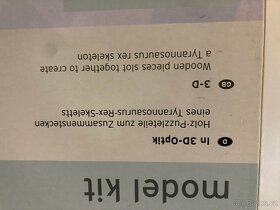 model kit
D In 3D-Optik
Holz-Puzzleteile zum Zusammenstecken
eines Tyrannosaurus-Rex-Skeletts
GB 3-D
Wooden pieces slot together to create
a Tyrannosaurus rex skeleton